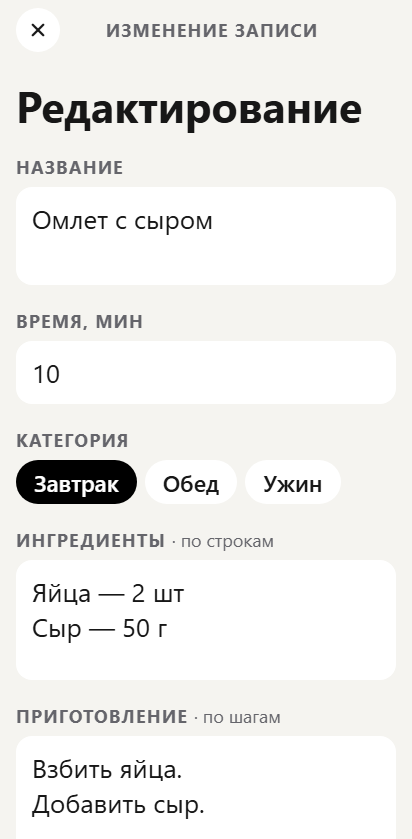 ИЗМЕНЕНИЕ ЗАПИСИ
Редактирование
НАЗВАНИЕ
Омлет с сыром
ВРЕМЯ, МИН
10
КАТЕГОРИЯ
Завтрак Обед Ужин
ИНГРЕДИЕНТЫ · по строкам
Яйца — 2 шт
Сыр — 50 г
ПРИГОТОВЛЕНИЕ · по шагам
Взбить яйца.
Добавить сыр.